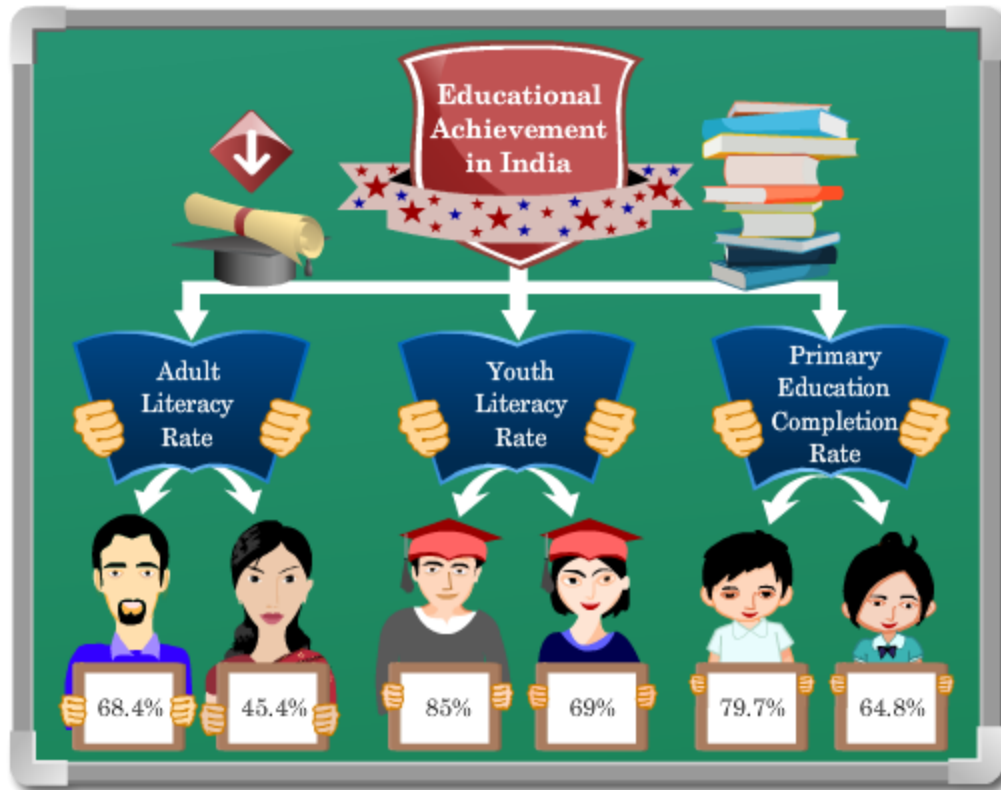 Educational
Achievement
in India
Adult
Literacy
Rate
Youth
Literacy
Rate
Primary
Education
Completion
Rate
68.4%
45.4%
85%
69%
79.7%
64.8%